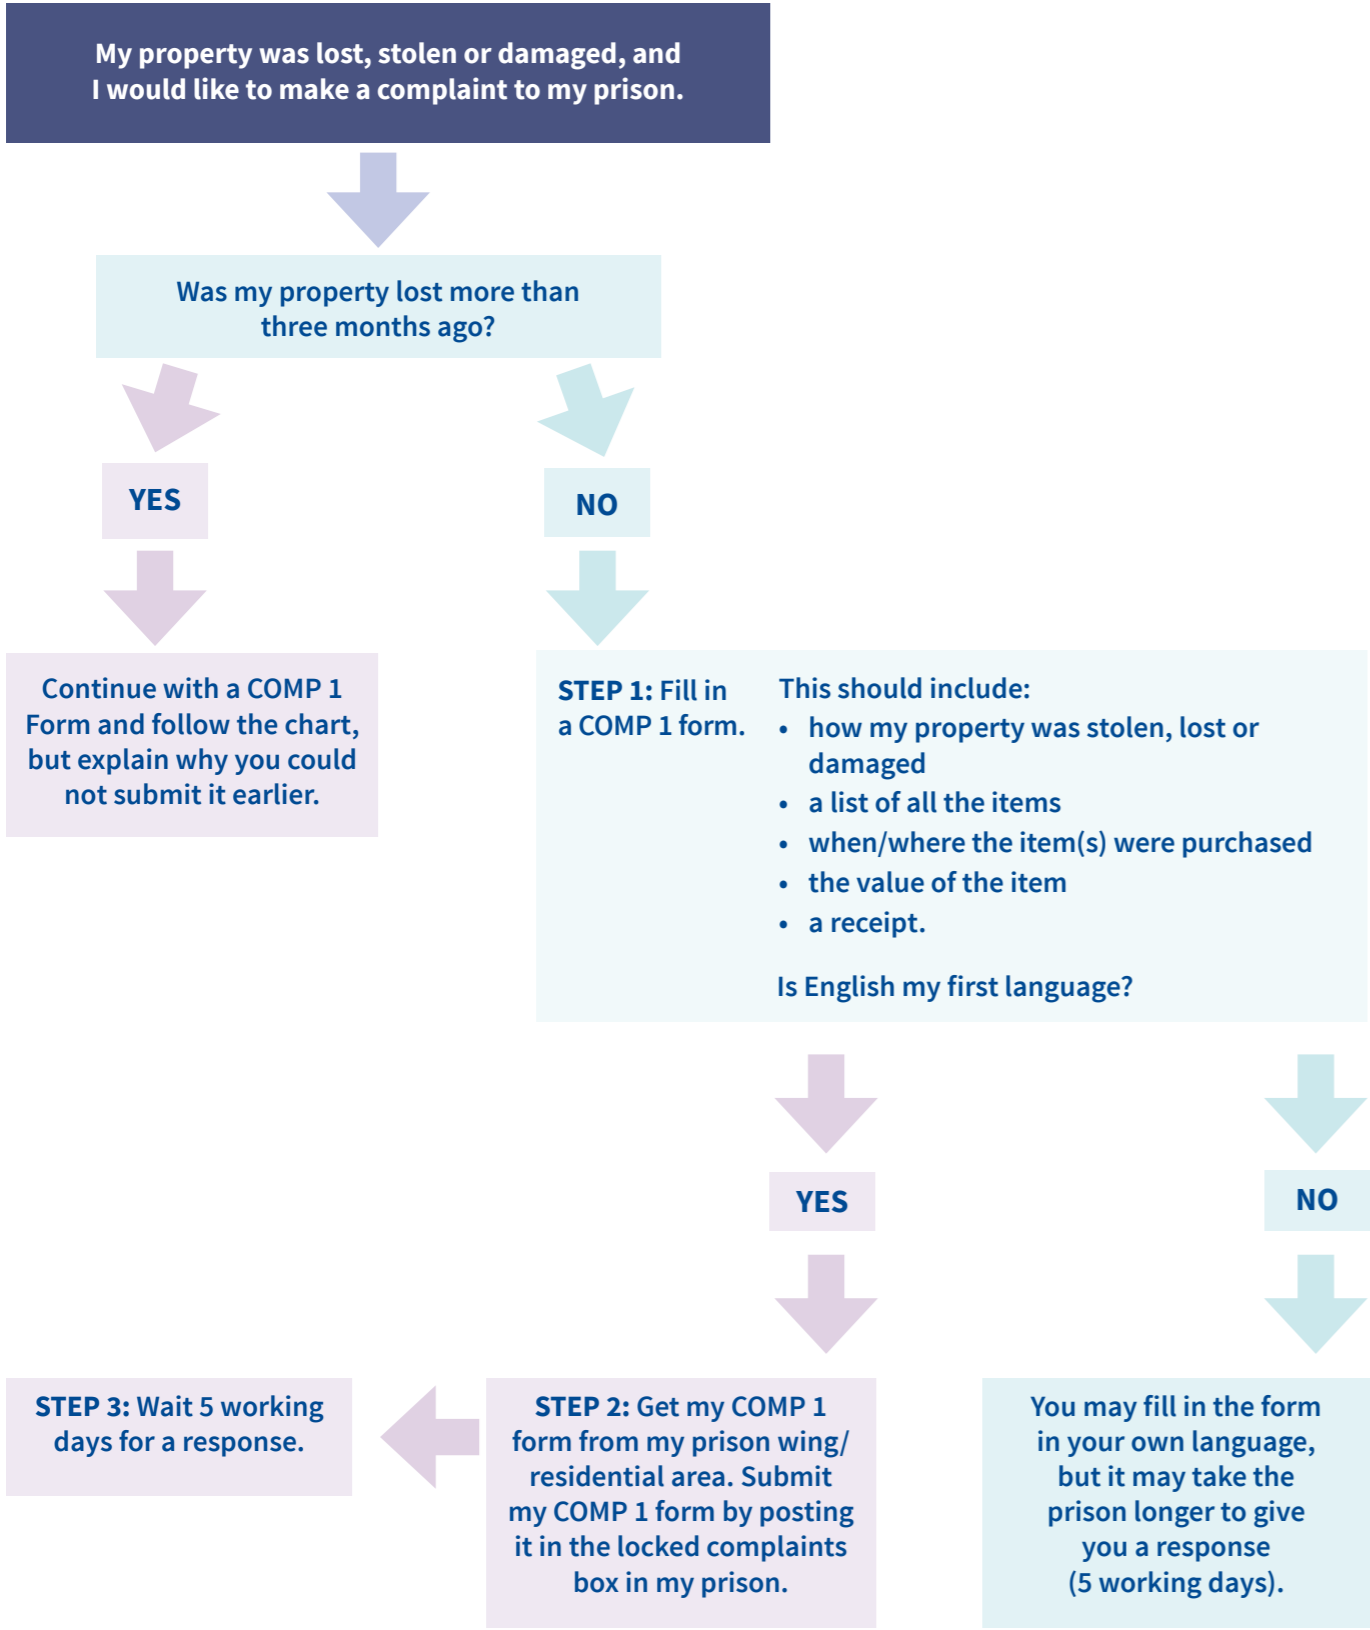 My property was lost, stolen or damaged, and
I would like to make a complaint to my prison.
Was my property lost more than
three months ago?
YES
NO
Continue with a COMP 1
Form and follow the chart,
but explain why you could
not submit it earlier.
STEP 1: Fill in
a COMP 1 form.
This should include:
• how my property was stolen, lost or
damaged
• a list of all the items
• when/where the item(s) were purchased
• the value of the item
• a receipt.
Is English my first language?
YES
NO
STEP 2: Get my COMP 1
form from my prison wing/
residential area. Submit
my COMP 1 form by posting
it in the locked complaints
box in my prison.
STEP 3: Wait 5 working
days for a response.
You may fill in the form
in your own language,
but it may take the
prison longer to give
you a response
(5 working days).